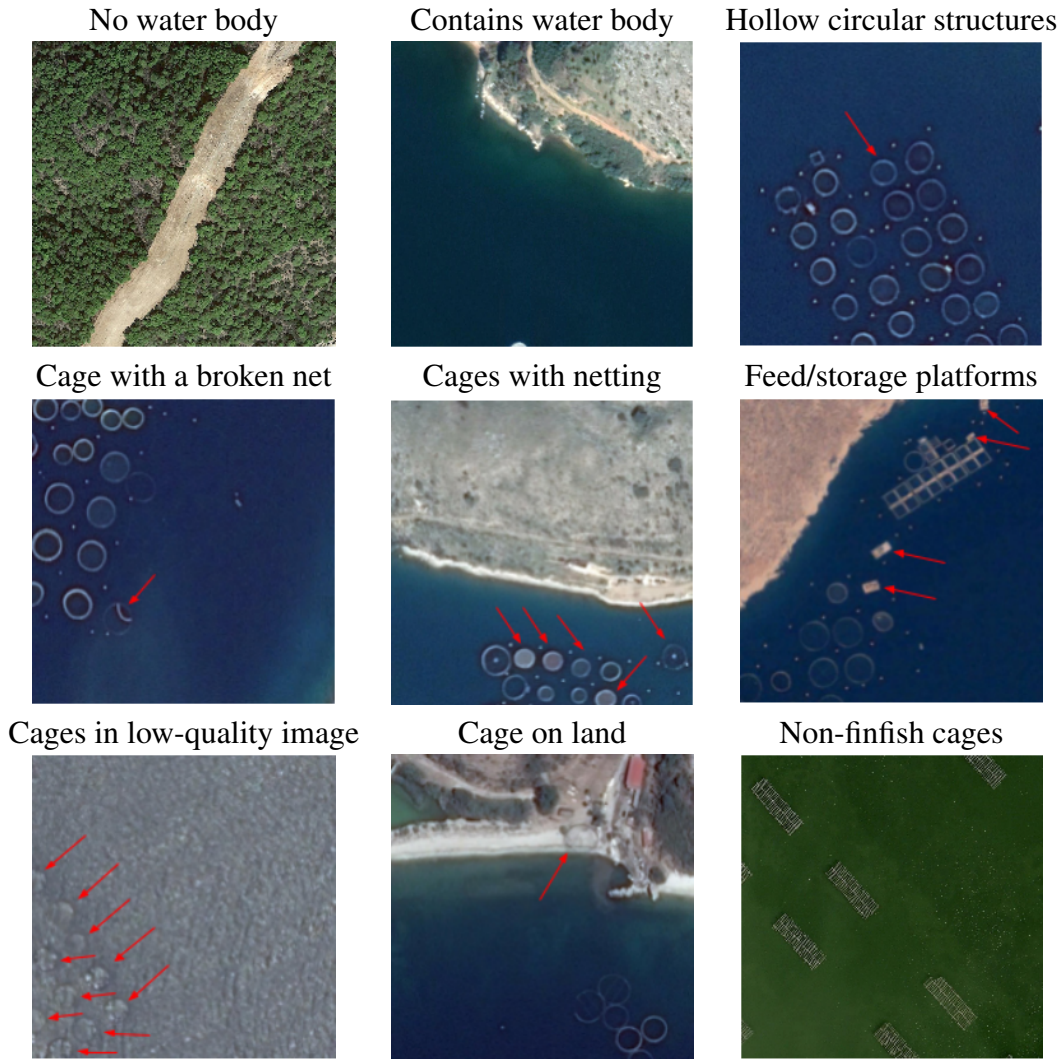 No water body
Contains water body
Hollow circular structures
Cage with a broken net
Cages with netting
Feed/storage platforms
Cages in low-quality image
Cage on land
Non-finfish cages